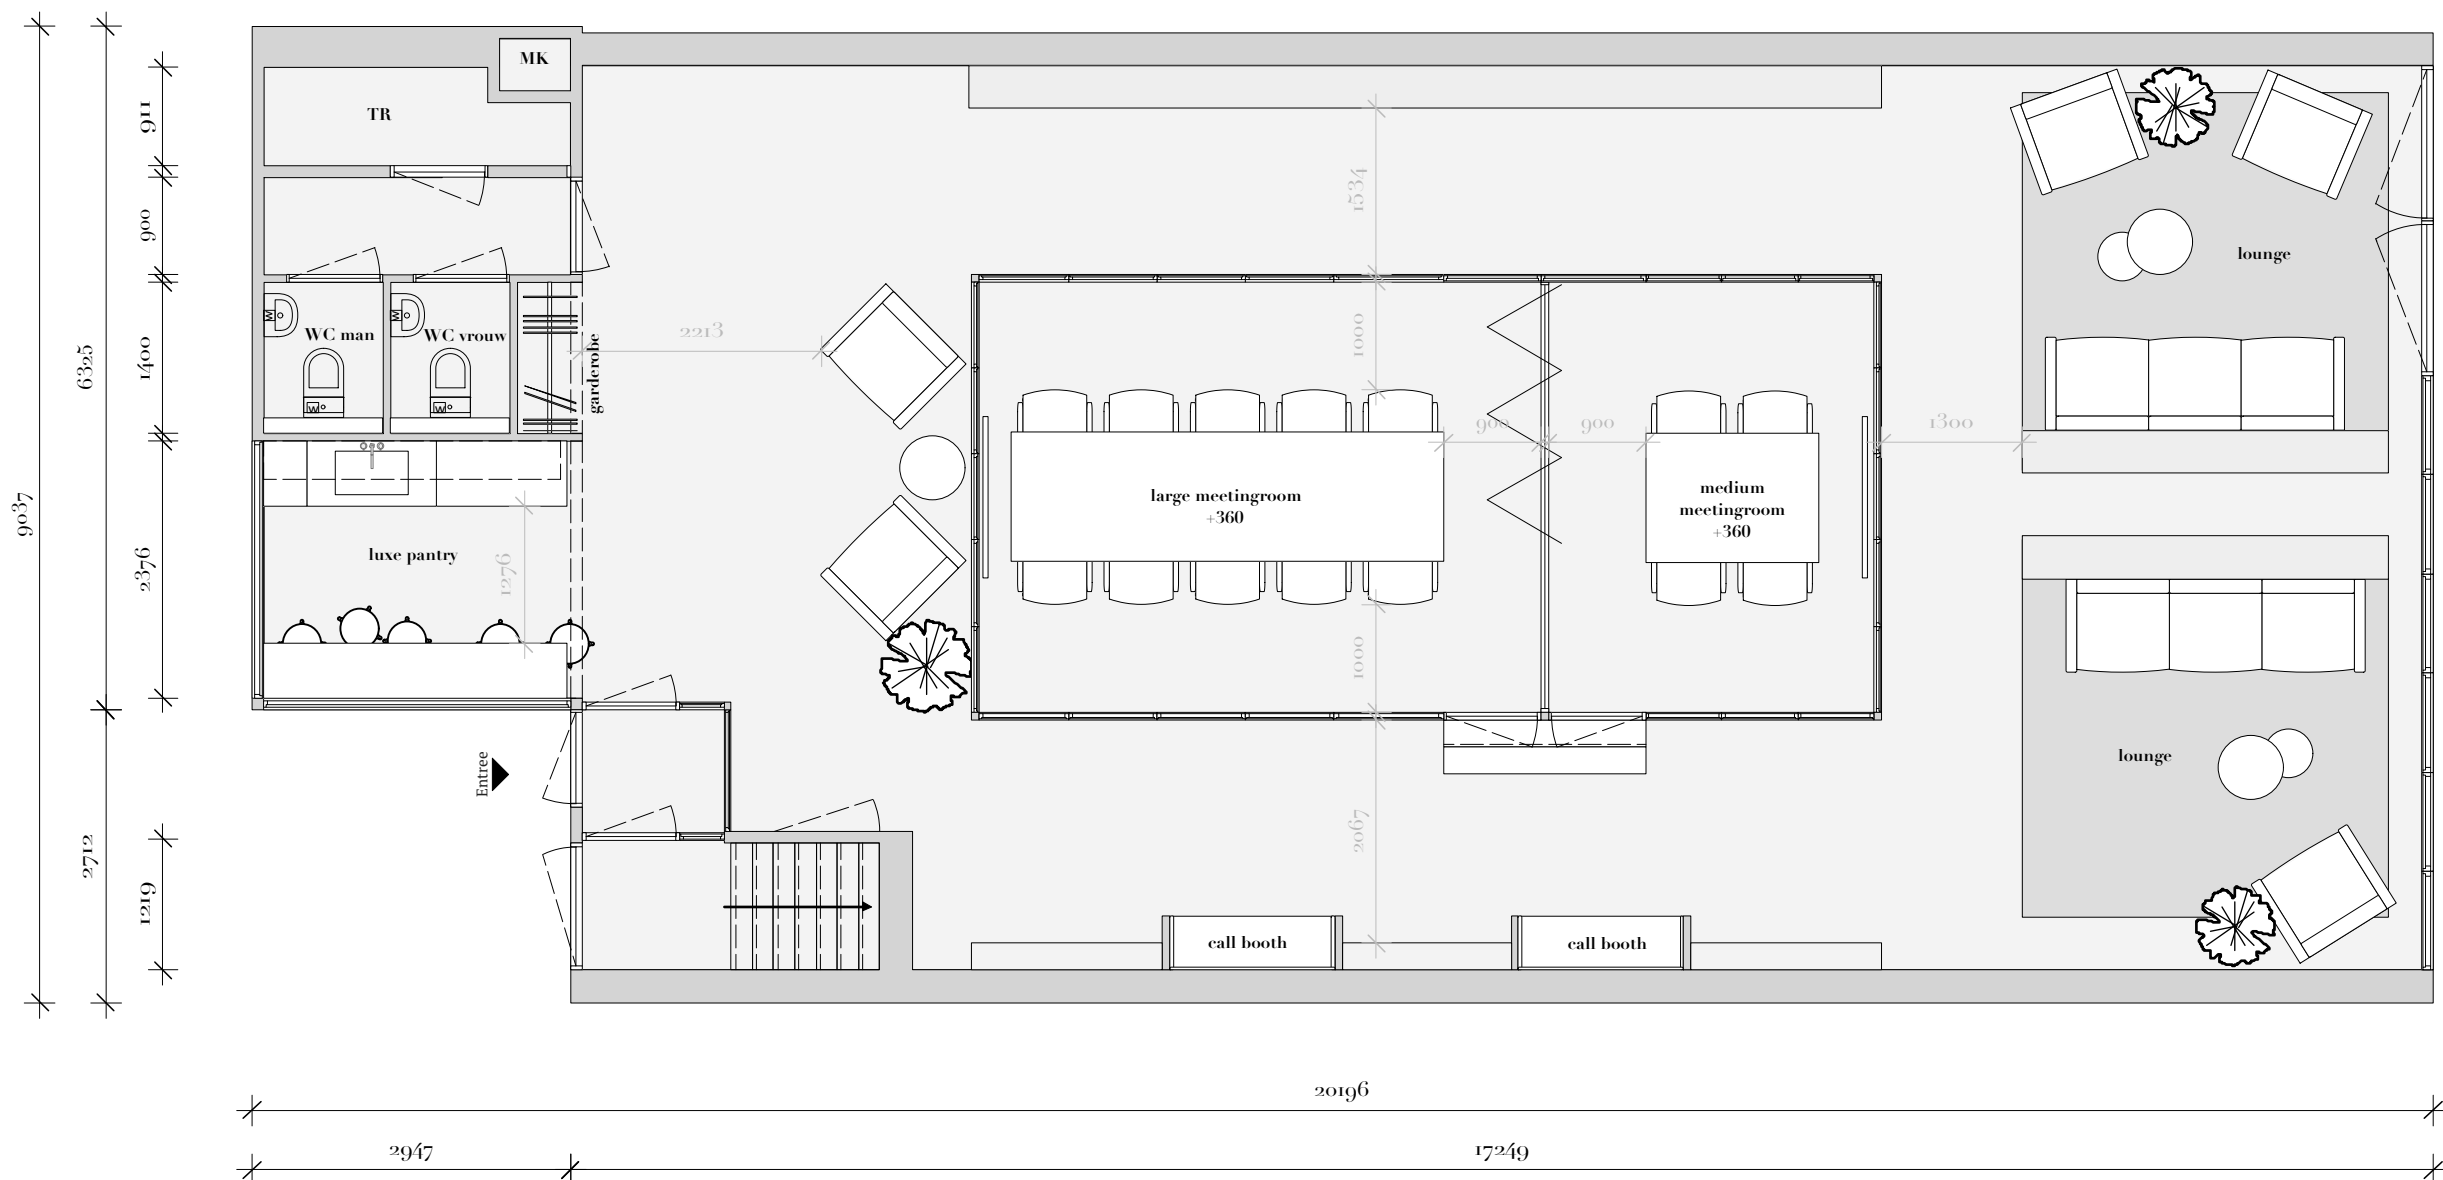 MK
TR
911
900
1534
lounge
WC man
WC vrouw
garderobe
2213
1000
6325
1400
900
900
1300
9037
large meetingroom
+360
medium
meetingroom
+360
luxe pantry
1276
2376
1000
Entree
lounge
2067
2712
1219
call booth
call booth
20196
2947
17249